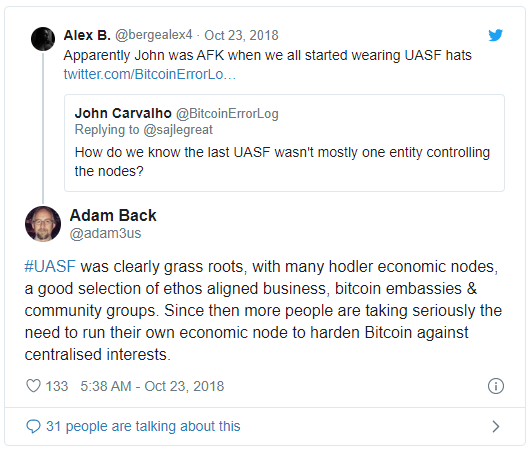 Alex B. @bergealex4 · Oct 23, 2018
Apparently John was AFK when we all started wearing UASF hats
twitter.com/BitcoinErrorLo…
John Carvalho @BitcoinErrorLog
Replying to @sajlegreat
How do we know the last UASF wasn't mostly one entity controlling
the nodes?
Adam Back
@adam3us
#UASF was clearly grass roots, with many hodler economic nodes,
a good selection of ethos aligned business, bitcoin embassies &
community groups. Since then more people are taking seriously the
need to run their own economic node to harden Bitcoin against
centralised interests.
133 5:38 AM - Oct 23, 2018
31 people are talking about this